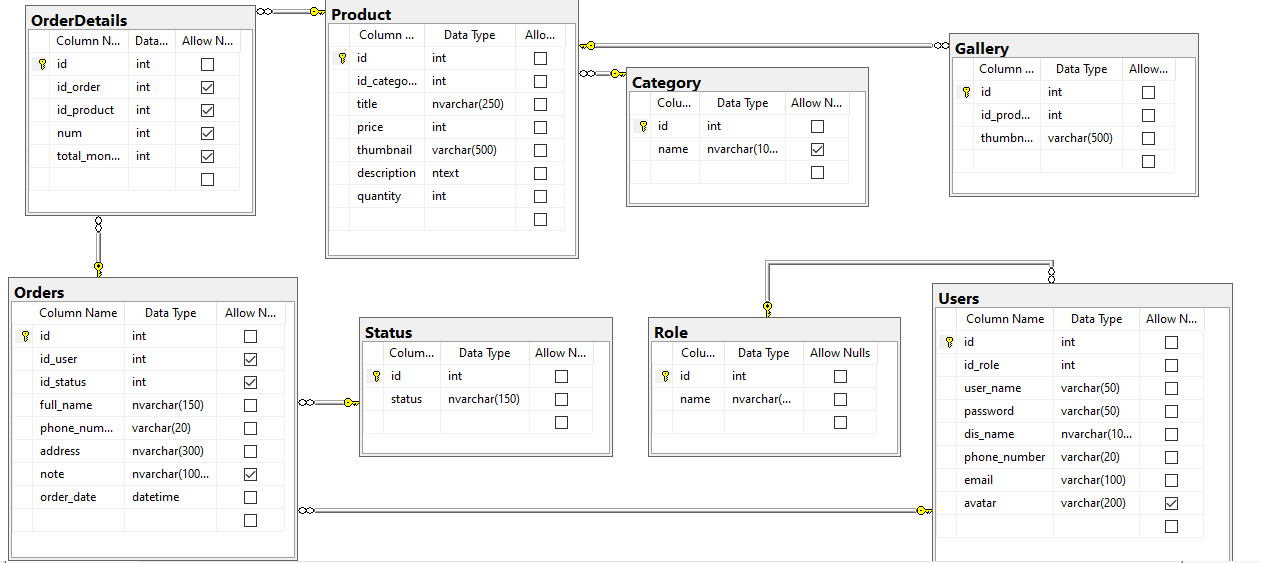 OrderDetails
Column N... Data... Allow N...
id int
id_order int
id_product int
num int
total_mon... int
Product
Column ... Data Type Allo...
id int
id_catego... int
title nvarchar(250)
price int
thumbnail varchar(500)
description ntext
quantity int
Category
Colu... Data Type Allow N...
id int
name nvarchar(10...
Gallery
Column ... Data Type Allow...
id int
id_prod... int
thumbn... varchar(500)
Orders
Column Name Data Type Allow N...
id int
id_user int
id_status int
full_name nvarchar(150)
phone_num... varchar(20)
address nvarchar(300)
note nvarchar(100...
order_date datetime
Status
Colum... Data Type Allow N...
id int
status nvarchar(150)
Role
Colu... Data Type Allow Nulls
id int
name nvarchar(...
Users
Column Name Data Type Allow N...
id int
id_role int
user_name varchar(50)
password varchar(50)
dis_name nvarchar(10...
phone_number varchar(20)
email varchar(100)
avatar varchar(200)